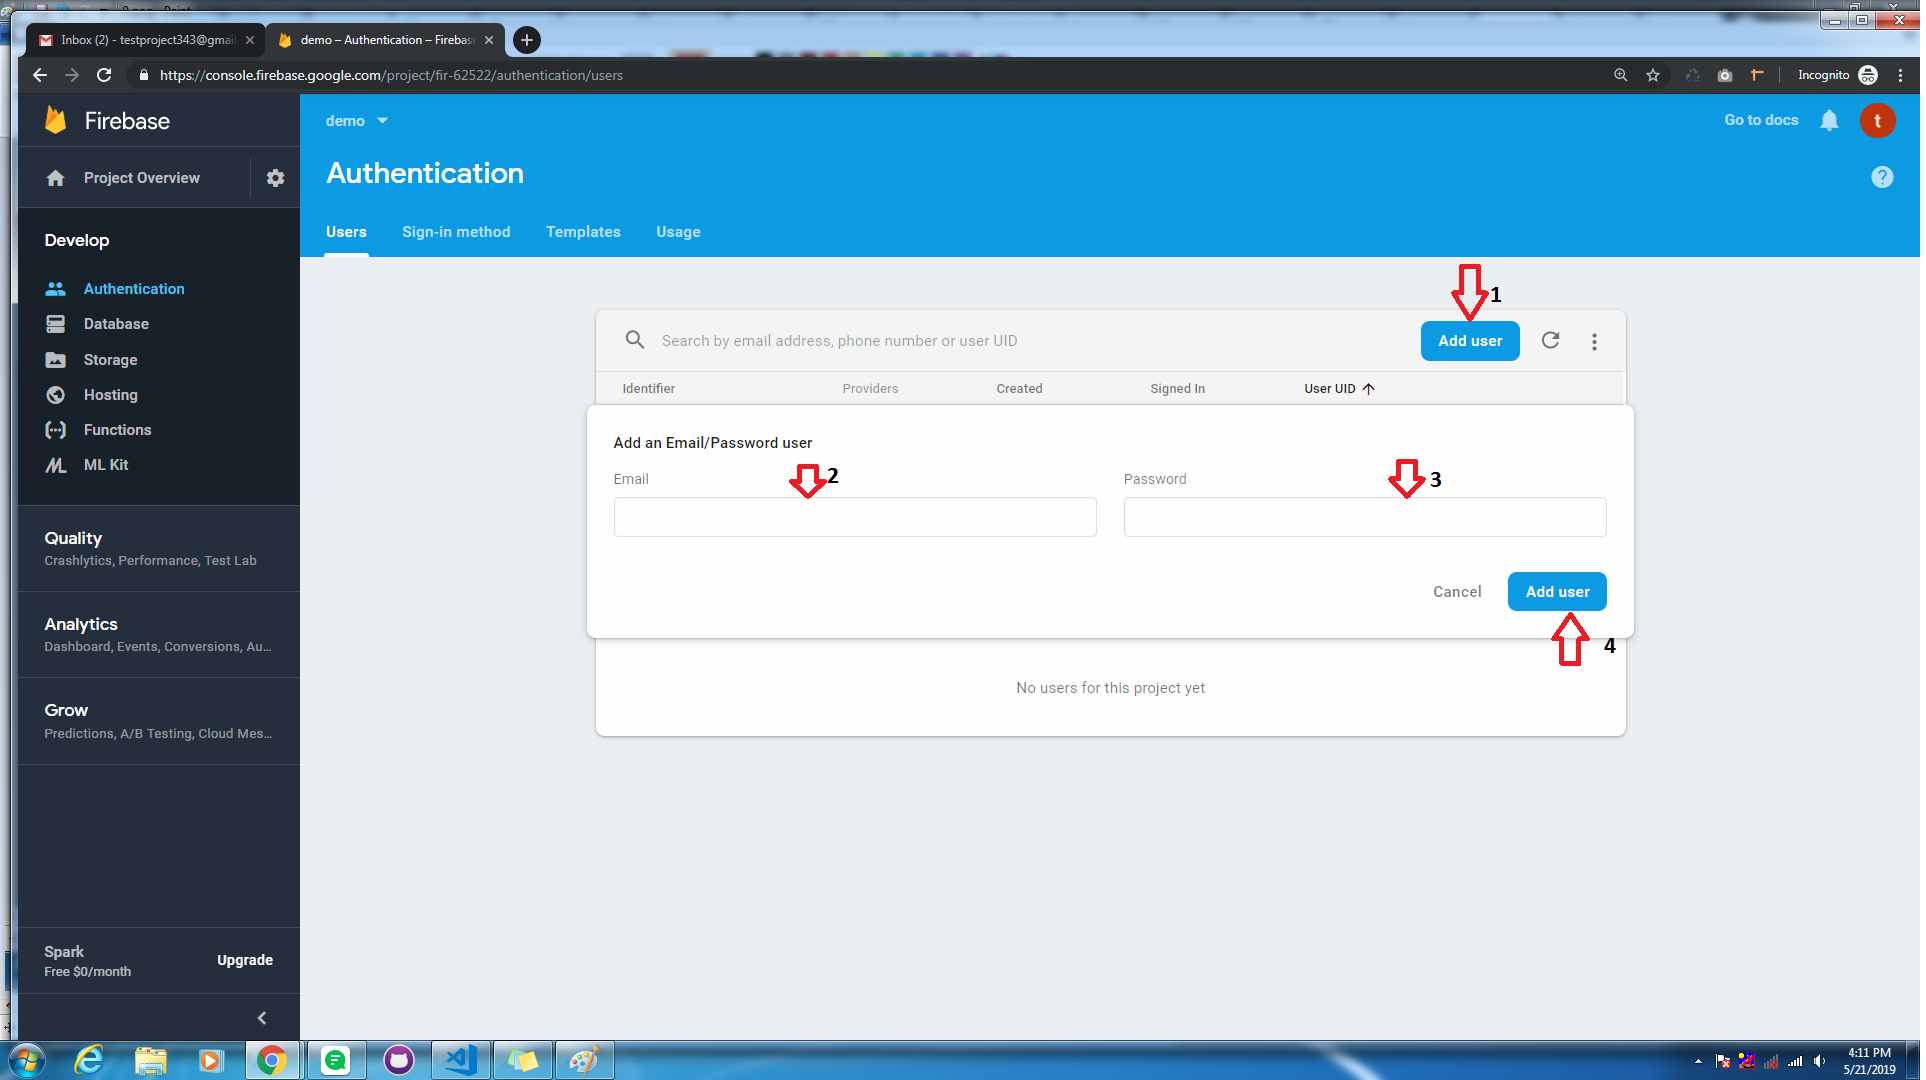 Inbox (2) - testproject343@gmai
demo – Authentication – Firebas
https://console.firebase.google.com/project/fir-62522/authentication/users
Incognito
Firebase
demo
Go to docs
t
Project Overview
Authentication
?
Develop
Users
Sign-in method
Templates
Usage
Authentication
Database
Storage
Hosting
Functions
ML Kit
1
Search by email address, phone number or user UID
Add user
Identifier
Providers
Created
Signed In
User UID
Add an Email/Password user
Email
2
Password
3
Cancel
Add user
4
No users for this project yet
Quality
Crashlytics, Performance, Test Lab
Analytics
Dashboard, Events, Conversions, Au...
Grow
Predictions, A/B Testing, Cloud Mes...
Spark
Free $0/month
Upgrade
4:11 PM
5/21/2019